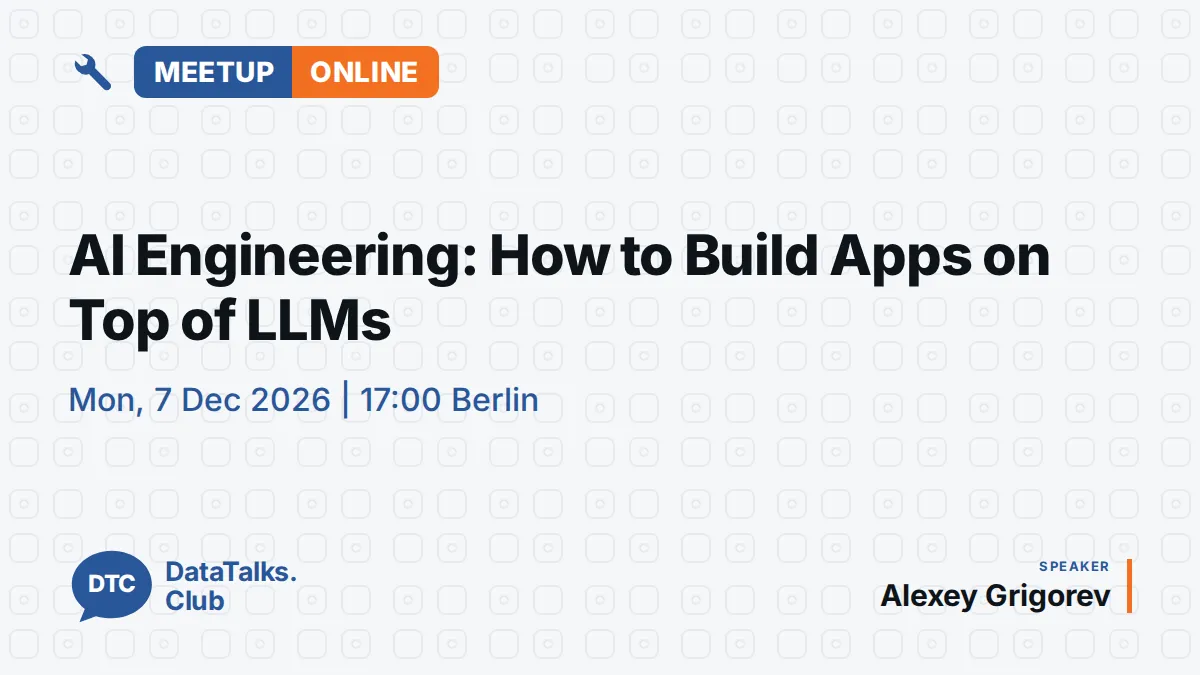 MEETUP ONLINE
AI Engineering: How to Build Apps on
Top of LLMs
Mon, 7 Dec 2026 | 17:00 Berlin
DTC
DataTalks.
Club
SPEAKER
Alexey Grigorev